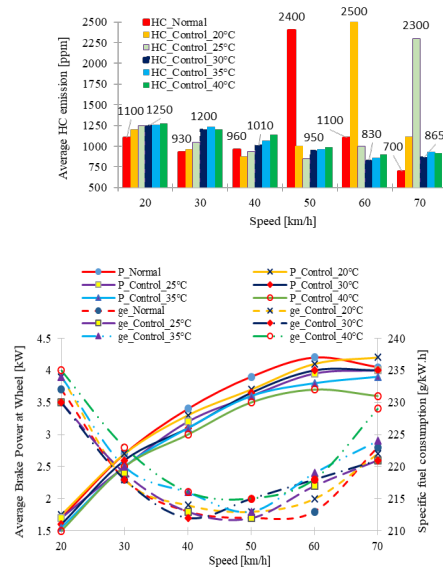 2500
HC_Normal
2400
2500
HC_Control_20°C
2300
2250
HC_Control_25°C
2000
HC_Control_30°C
1750
HC_Control_35°C
1500
HC_Control_40°C
1250
1100 1250 1200 1010 1100
1000
930 960 950 830 700 865
750
500
20 30 40 50 60 70
Speed [km/h]
Average HC emission [ppm]
P_Normal P_Control_20°C
P_Control_25°C P_Control_30°C
P_Control_35°C P_Control_40°C
ge_Normal ge_Control_20°C
ge_Control_25°C ge_Control_30°C
ge_Control_35°C ge_Control_40°C
4.5 240
4 235
3.5 230
3 225
2.5 220
2 215
1.5 210
20 30 40 50 60 70
Speed [km/h]
Average Brake Power at Wheel [kW]
Specific fuel consumption [g/kW.h]